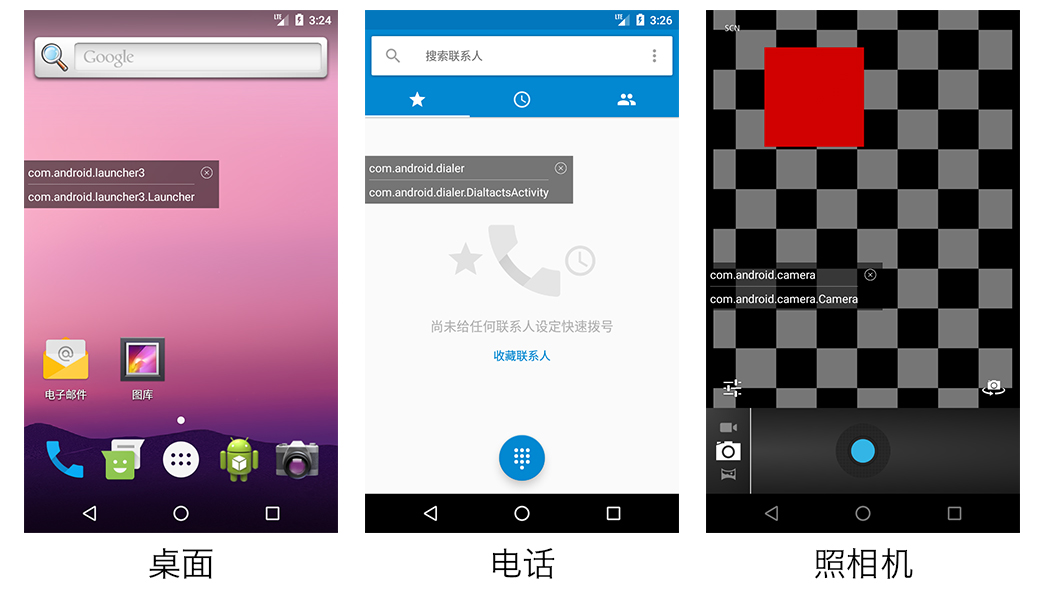 LTE 3:24
Google
com.android.launcher3
com.android.launcher3.Launcher
@
电子邮件
图库
桌面
LTE 3:26
搜索联系人
com.android.dialer
com.android.dialer.DialtactsActivity
尚未给任何联系人设定快速拨号
收藏联系人
电话
SCN
com.android.camera
com.android.camera.Camera
照相机